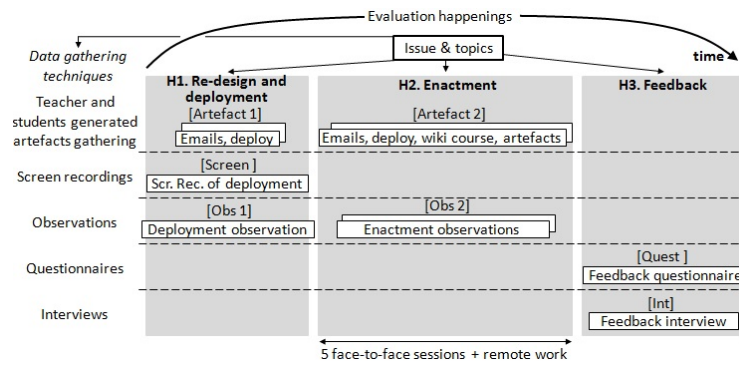 Evaluation happenings
Issue & topics
time
Data gathering
techniques
H1. Re-design and
deployment
H2. Enactment
H3. Feedback
Teacher and
students generated
artefacts gathering
[Artefact 1]
Emails, deploy
[Artefact 2]
Emails, deploy, wiki course, artefacts
Screen recordings
[Screen ]
Scr. Rec. of deployment
Observations
[Obs 1]
Deployment observation
[Obs 2]
Enactment observations
Questionnaires
[Quest ]
Feedback questionnaire
Interviews
[Int]
Feedback interview
5 face-to-face sessions + remote work